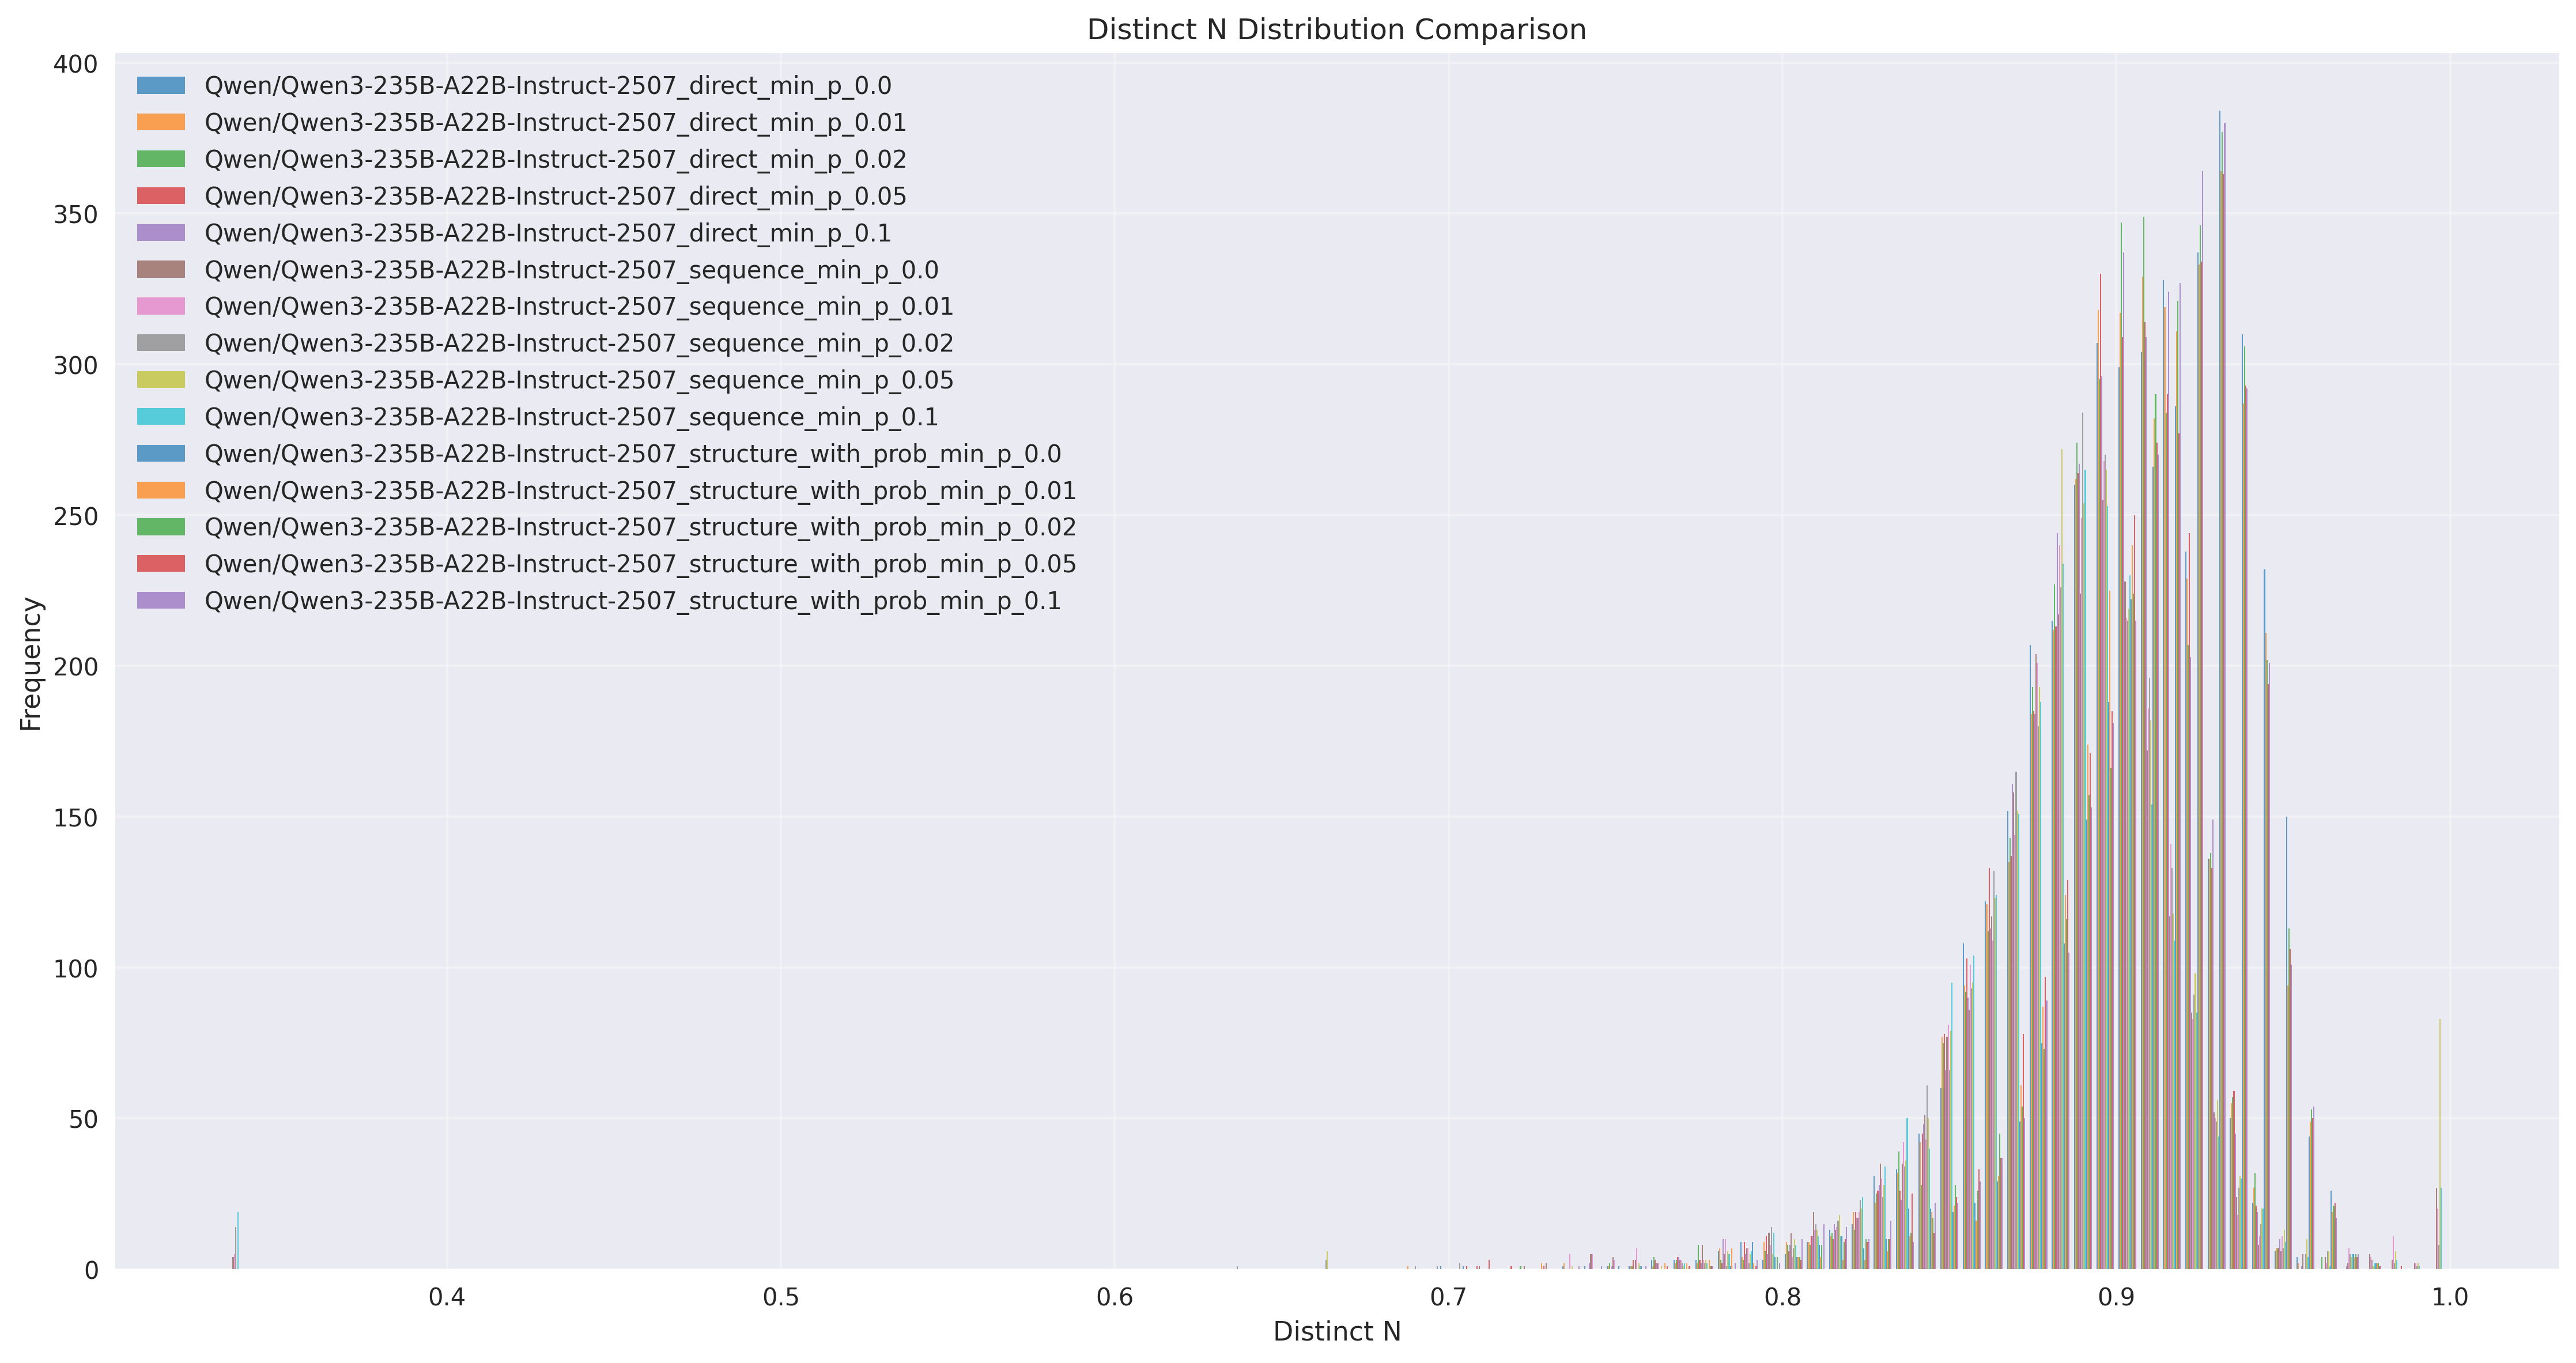 Distinct N Distribution Comparison
400
350
300
250
200
150
100
50
0
Frequency
Qwen/Qwen3-235B-A22B-Instruct-2507_direct_min_p_0.0
Qwen/Qwen3-235B-A22B-Instruct-2507_direct_min_p_0.01
Qwen/Qwen3-235B-A22B-Instruct-2507_direct_min_p_0.02
Qwen/Qwen3-235B-A22B-Instruct-2507_direct_min_p_0.05
Qwen/Qwen3-235B-A22B-Instruct-2507_direct_min_p_0.1
Qwen/Qwen3-235B-A22B-Instruct-2507_sequence_min_p_0.0
Qwen/Qwen3-235B-A22B-Instruct-2507_sequence_min_p_0.01
Qwen/Qwen3-235B-A22B-Instruct-2507_sequence_min_p_0.02
Qwen/Qwen3-235B-A22B-Instruct-2507_sequence_min_p_0.05
Qwen/Qwen3-235B-A22B-Instruct-2507_sequence_min_p_0.1
Qwen/Qwen3-235B-A22B-Instruct-2507_structure_with_prob_min_p_0.0
Qwen/Qwen3-235B-A22B-Instruct-2507_structure_with_prob_min_p_0.01
Qwen/Qwen3-235B-A22B-Instruct-2507_structure_with_prob_min_p_0.02
Qwen/Qwen3-235B-A22B-Instruct-2507_structure_with_prob_min_p_0.05
Qwen/Qwen3-235B-A22B-Instruct-2507_structure_with_prob_min_p_0.1
0.4 0.5 0.6 0.7 0.8 0.9 1.0
Distinct N